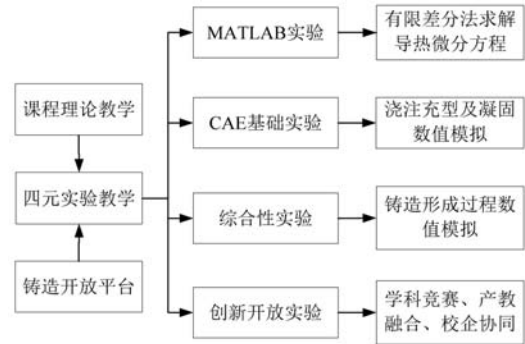 课程理论教学
四元实验教学
铸造开放平台
MATLAB实验
有限差分法求解
导热微分方程
CAE基础实验
浇注充型及凝固
数值模拟
综合性实验
铸造形成过程数
值模拟
创新开放实验
学科竞赛、产教
融合、校企协同